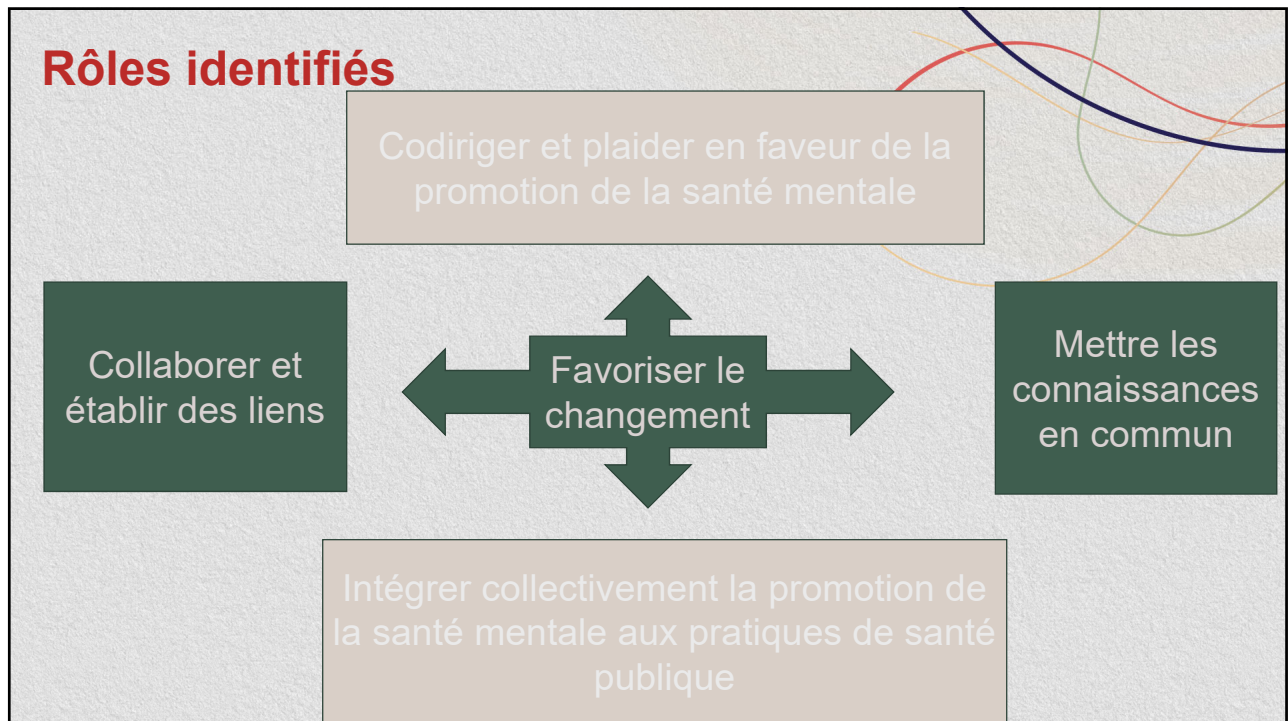 Rôles identifiés
Codiriger et plaider en faveur de la
promotion de la santé mentale
Collaborer et
établir des liens
Favoriser le
changement
Mettre les
connaissances
en commun
Intégrer collectivement la promotion de
la santé mentale aux pratiques de santé
publique